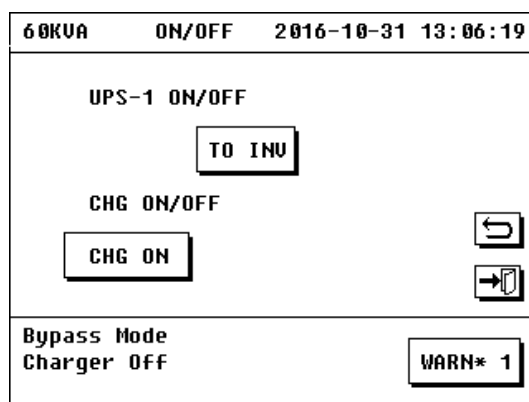 60KVA ON/OFF 2016-10-31 13:06:19
UPS-1 ON/OFF
TO INV
CHG ON/OFF
CHG ON
Bypass Mode
Charger Off
WARN* 1